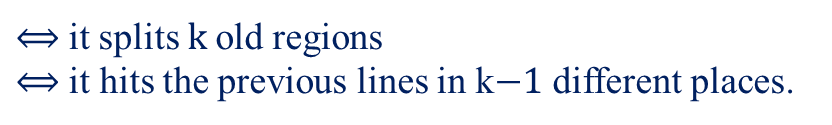 ⟺ it splits k old regions
⟺ it hits the previous lines in k−1 different places.